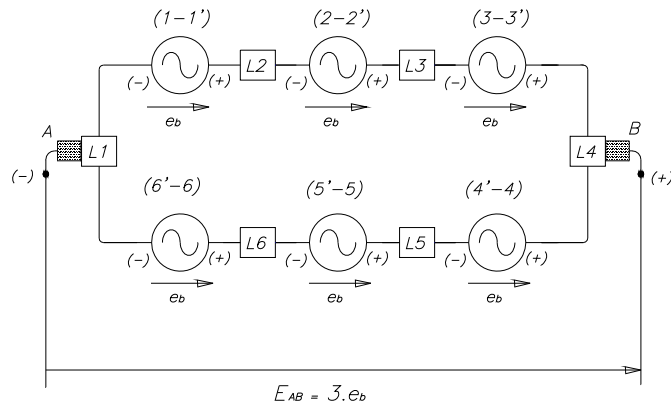 (1-1') (2-2') (3-3')
L2 L3
(-) (+) (-) (+) (-) (+)
eb eb eb
A B
L1 L4
(-) (+)
(6'-6) (5'-5) (4'-4)
L6 L5
(-) (+) (-) (+) (-) (+)
eb eb eb
EAB = 3.eb